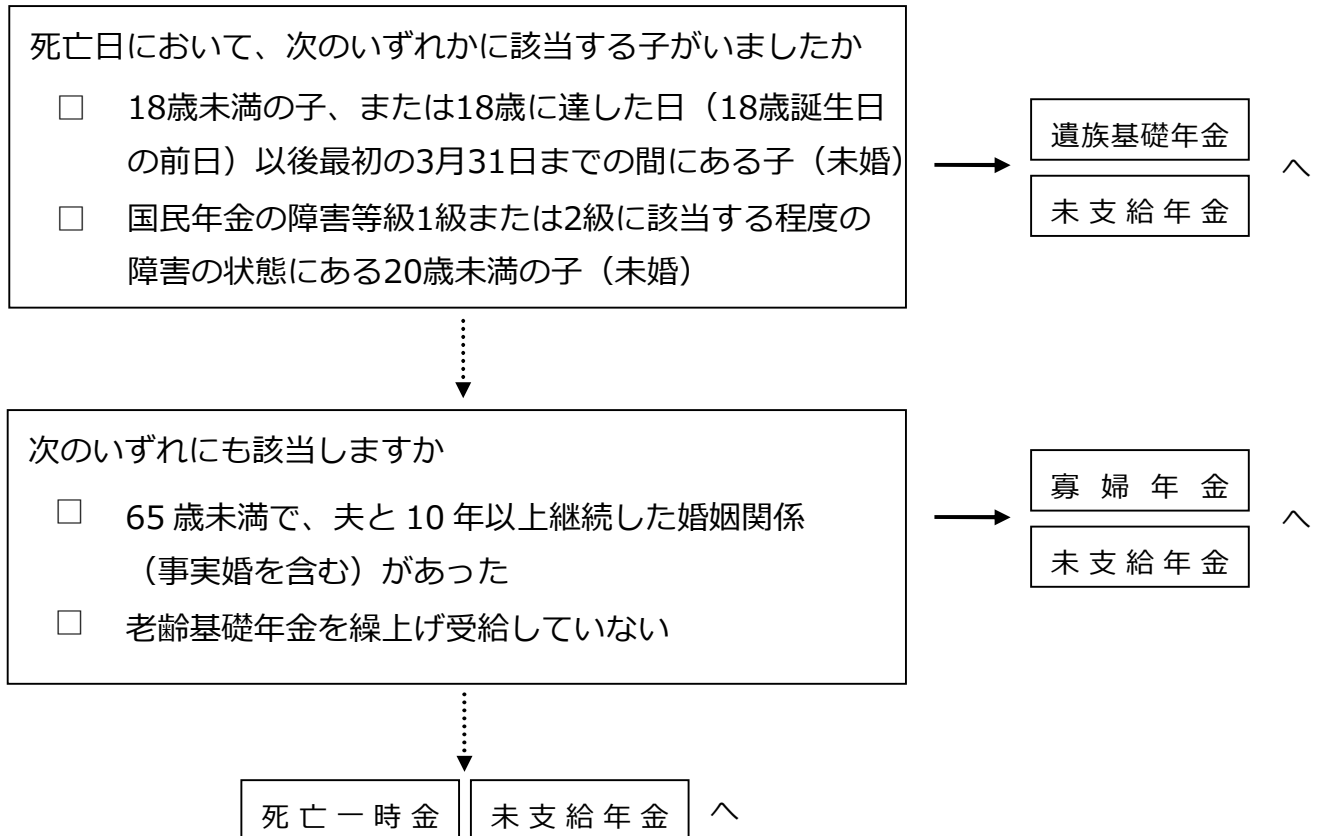 死亡日において、次のいずれかに該当する子がいましたか
□ 18歳未満の子、または18歳に達した日（18歳誕生日
の前日）以後最初の3月31日までの間にある子（未婚）
□ 国民年金の障害等級1級または2級に該当する程度の
障害の状態にある20歳未満の子（未婚）
遺族基礎年金
未支給年金
へ
次のいずれにも該当しますか
□ 65歳未満で、夫と10年以上継続した婚姻関係
（事実婚を含む）があった
□ 老齢基礎年金を繰上げ受給していない
寡婦年金
未支給年金
へ
死亡一時金 未支給年金 へ